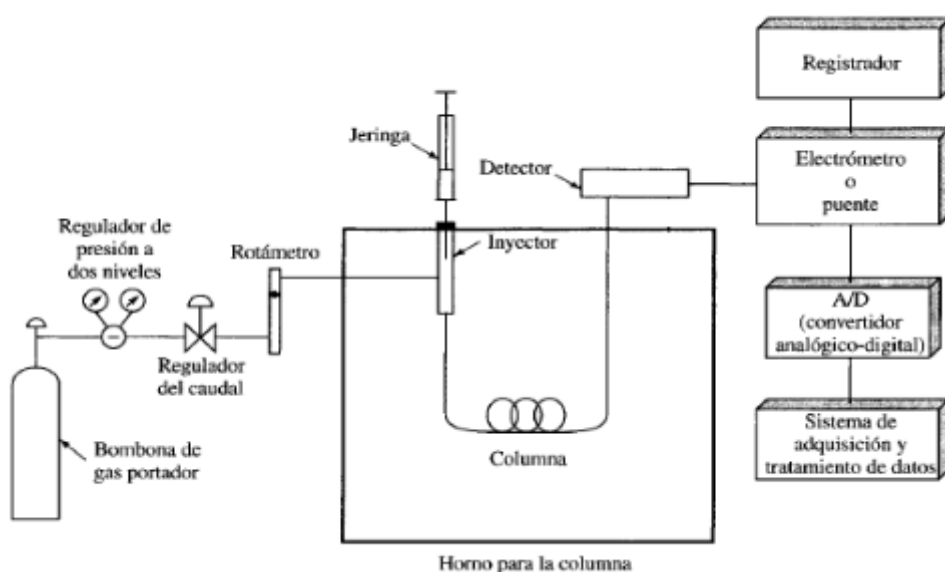 Registrador
Jeringa
Detector
Electrómetro
o
puente
Regulador de
presión a
dos niveles
Rotámetro
Inyector
A/D
(convertidor
analógico-digital)
Regulador
del caudal
Columna
Sistema de
adquisición y
tratamiento de datos
Bombona de
gas portador
Horno para la columna